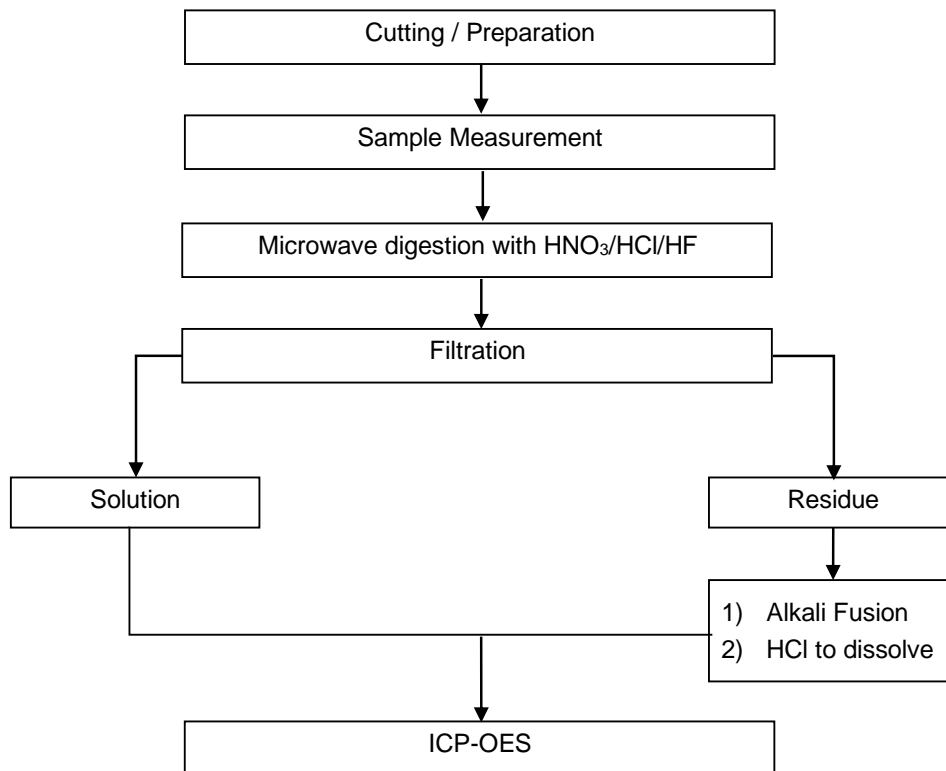 Cutting / Preparation
Sample Measurement
Microwave digestion with HNO₃/HCl/HF
Filtration
Solution
Residue
1) Alkali Fusion
2) HCl to dissolve
ICP-OES